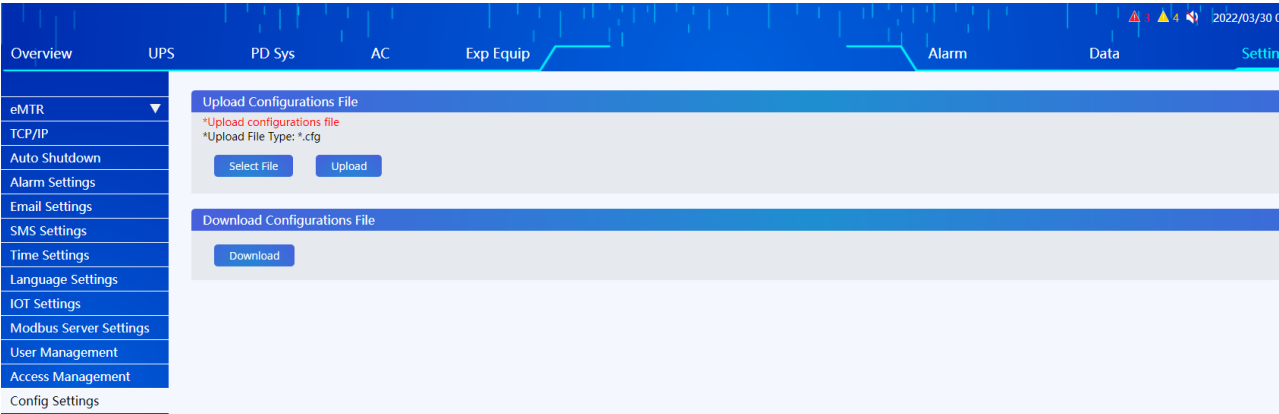 3 4 2022/03/30
Overview UPS PD Sys AC Exp Equip Alarm Data Settin
eMTR
TCP/IP
Auto Shutdown
Alarm Settings
Email Settings
SMS Settings
Time Settings
Language Settings
IOT Settings
Modbus Server Settings
User Management
Access Management
Config Settings
Upload Configurations File
*Upload configurations file
*Upload File Type: *.cfg
Select File Upload
Download Configurations File
Download